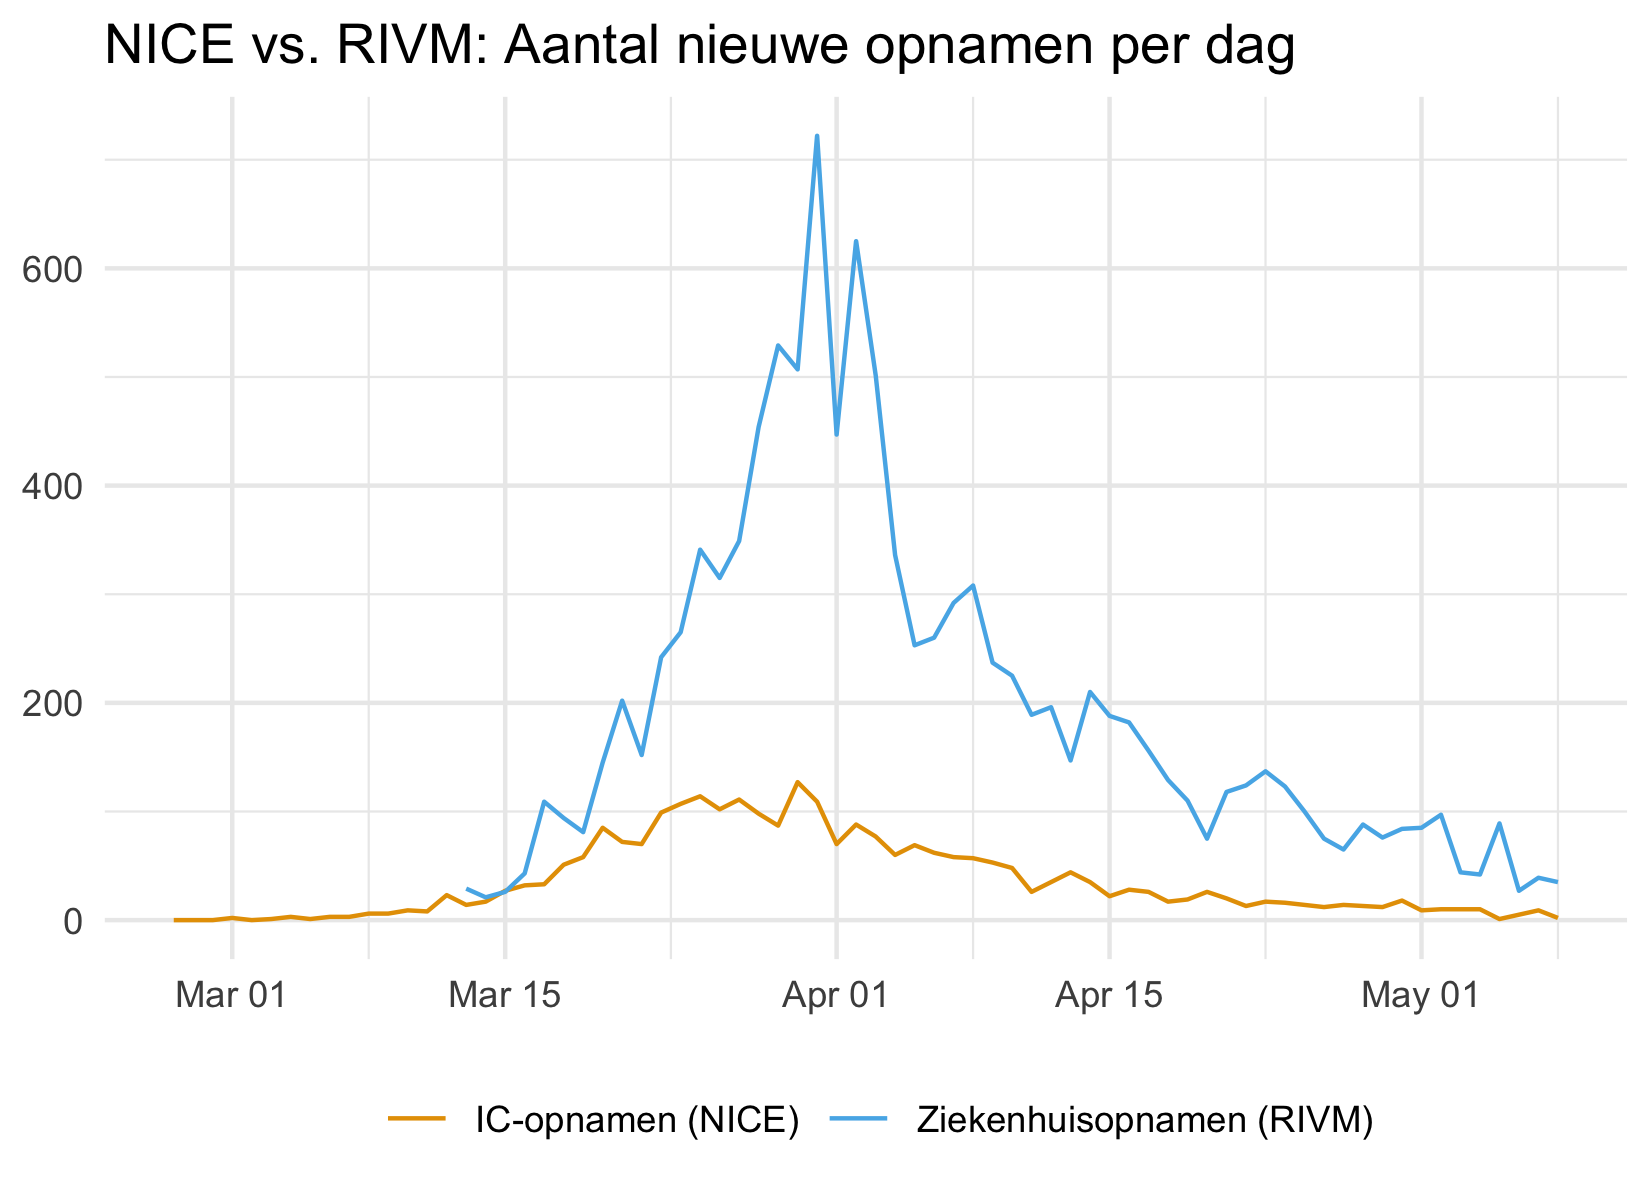 NICE vs. RIVM: Aantal nieuwe opnamen per dag
600
400
200
0
Mar 01 Mar 15 Apr 01 Apr 15 May 01
IC-opnamen (NICE) Ziekenhuisopnamen (RIVM)